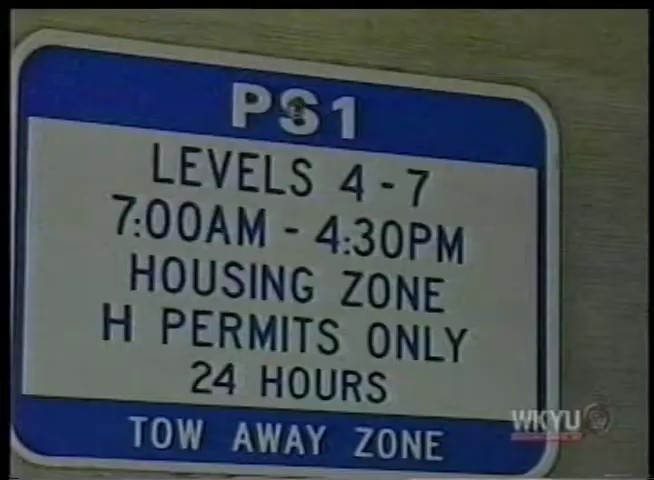 PS1
LEVELS 4 - 7
7:00AM - 4:30PM
HOUSING ZONE
H PERMITS ONLY
24 HOURS
TOW AWAY ZONE
WKYU